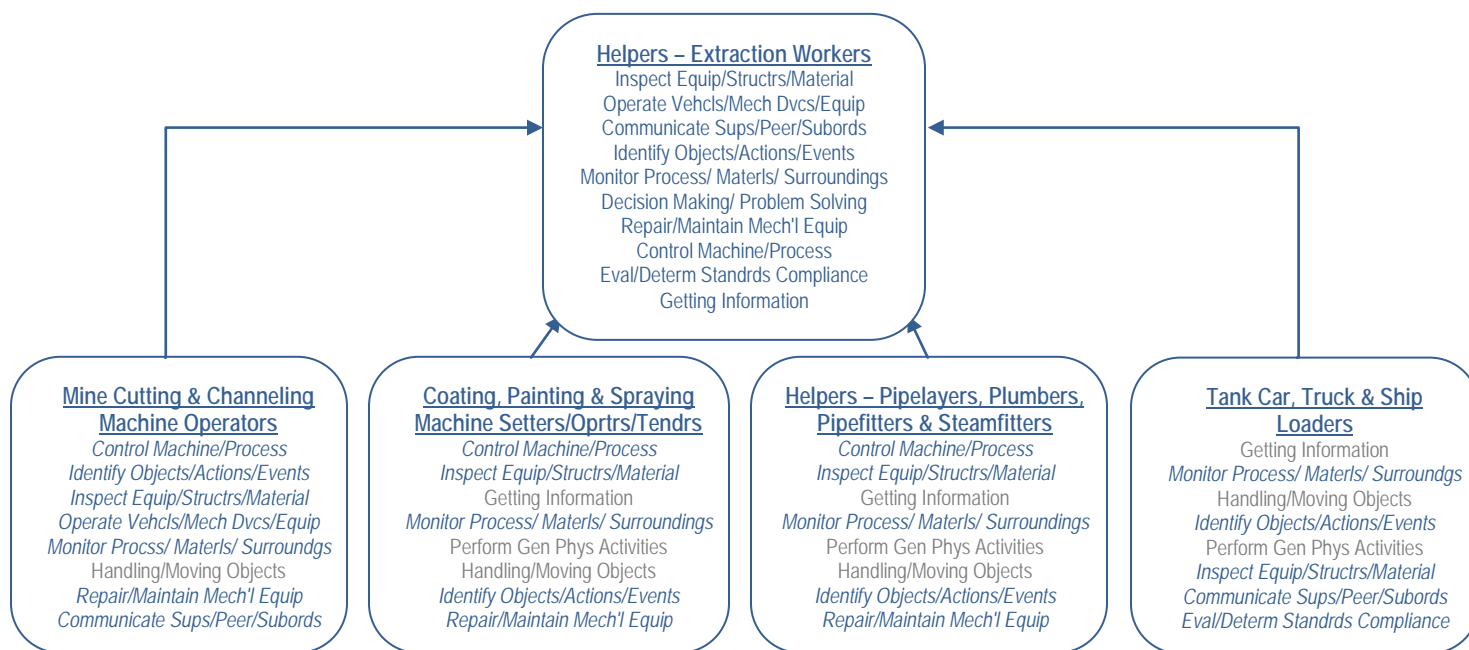 Helpers – Extraction Workers
Inspect Equip/Structrs/Material
Operate Vehcls/Mech Dvcs/Equip
Communicate Sups/Peer/Subords
Identify Objects/Actions/Events
Monitor Process/ Materls/ Surroundings
Decision Making/ Problem Solving
Repair/Maintain Mech'l Equip
Control Machine/Process
Eval/Determ Standrds Compliance
Getting Information
Mine Cutting & Channeling
Machine Operators
Control Machine/Process
Identify Objects/Actions/Events
Inspect Equip/Structrs/Material
Operate Vehcls/Mech Dvcs/Equip
Monitor Procss/ Materls/ Surroundgs
Handling/Moving Objects
Repair/Maintain Mech'l Equip
Communicate Sups/Peer/Subords
Coating, Painting & Spraying
Machine Setters/Oprtrs/Tendrs
Control Machine/Process
Inspect Equip/Structrs/Material
Getting Information
Monitor Process/ Materls/ Surroundings
Perform Gen Phys Activities
Handling/Moving Objects
Identify Objects/Actions/Events
Repair/Maintain Mech'l Equip
Helpers – Pipelayers, Plumbers,
Pipefitters & Steamfitters
Control Machine/Process
Inspect Equip/Structrs/Material
Getting Information
Monitor Process/ Materls/ Surroundings
Perform Gen Phys Activities
Handling/Moving Objects
Identify Objects/Actions/Events
Repair/Maintain Mech'l Equip
Tank Car, Truck & Ship
Loaders
Getting Information
Monitor Process/ Materls/ Surroundgs
Handling/Moving Objects
Identify Objects/Actions/Events
Perform Gen Phys Activities
Inspect Equip/Structrs/Material
Communicate Sups/Peer/Subords
Eval/Determ Standrds Compliance